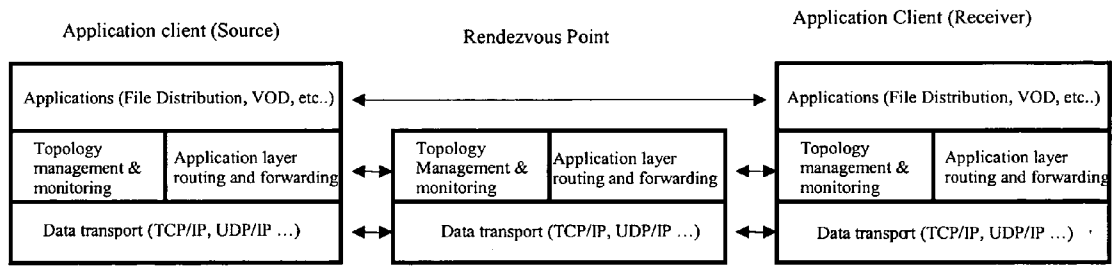 Application client (Source)
Rendezvous Point
Application Client (Receiver)
Applications (File Distribution, VOD, etc..)
Applications (File Distribution, VOD, etc..)
Topology
management &
monitoring
Application layer
routing and forwarding
Topology
Management &
monitoring
Application layer
routing and forwarding
Topology
management &
monitoring
Application layer
routing and forwarding
Data transport (TCP/IP, UDP/IP ...)
Data transport (TCP/IP, UDP/IP ...)
Data transport (TCP/IP, UDP/IP ...)